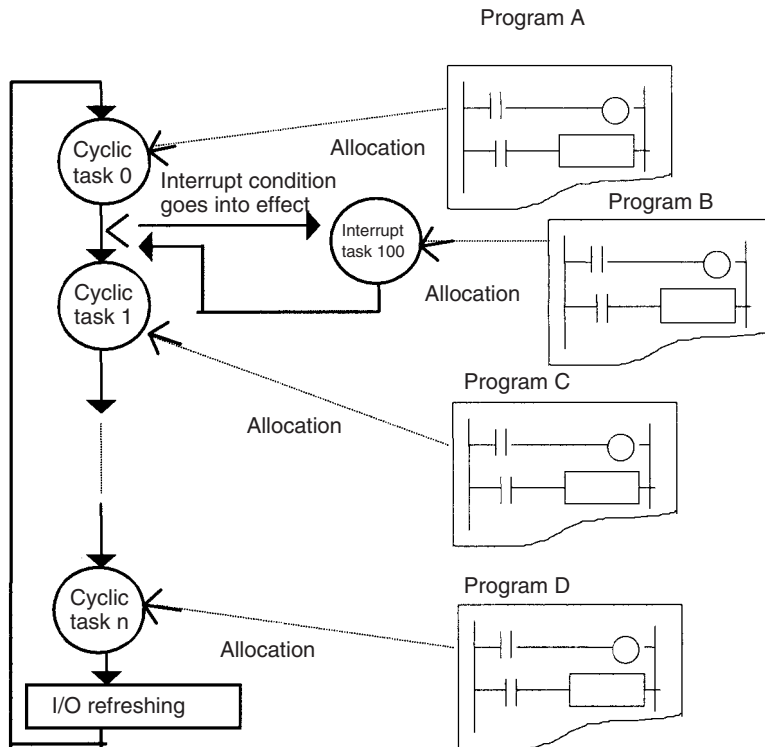 Program A
Cyclic
task 0
Allocation
Interrupt condition
goes into effect
Program B
Interrupt
task 100
Cyclic
task 1
Allocation
Program C
Allocation
Cyclic
task n
Program D
Allocation
I/O refreshing